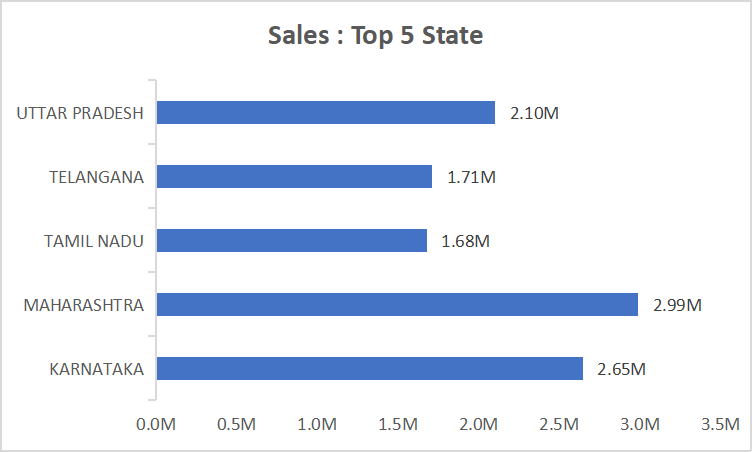 Sales : Top 5 State
UTTAR PRADESH 2.10M
TELANGANA 1.71M
TAMIL NADU 1.68M
MAHARASHTRA 2.99M
KARNATAKA 2.65M
0.0M 0.5M 1.0M 1.5M 2.0M 2.5M 3.0M 3.5M